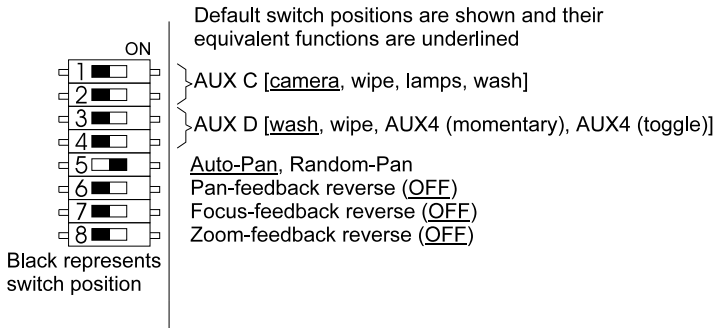 Default switch positions are shown and their
equivalent functions are underlined
ON
1
2
AUX C [camera, wipe, lamps, wash]
3
4
AUX D [wash, wipe, AUX4 (momentary), AUX4 (toggle)]
5 Auto-Pan, Random-Pan
6 Pan-feedback reverse (OFF)
7 Focus-feedback reverse (OFF)
8 Zoom-feedback reverse (OFF)
Black represents
switch position